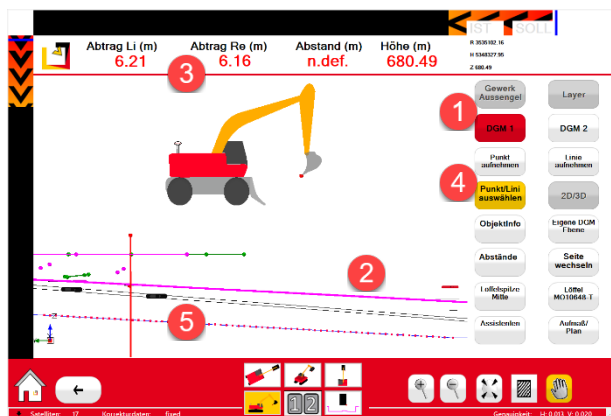 IST SOLL
Abtrag Li (m) Abtrag Re (m) Abstand (m) Höhe (m)
6.21 6.16 n.def. 680.49
R 3535182.16
H 5348327.95
Z 680.49
3
Gewerk
Aussengel
Layer
1
DGM 1
DGM 2
Punkt
aufnehmen
Linie
aufnehmen
4
Punkt/Lini
auswählen
2D/3D
ObjektInfo
Eigene DGM
Ebene
2
Abstände
Seite
wechseln
Löffelspitze
Mitte
Löffel
MO10648-T
5
Assistenten
Aufmaß/
Plan
1 2
Satelliten: 17 Korrekturdaten: fixed Genauigkeit: H: 0.013 V: 0.020